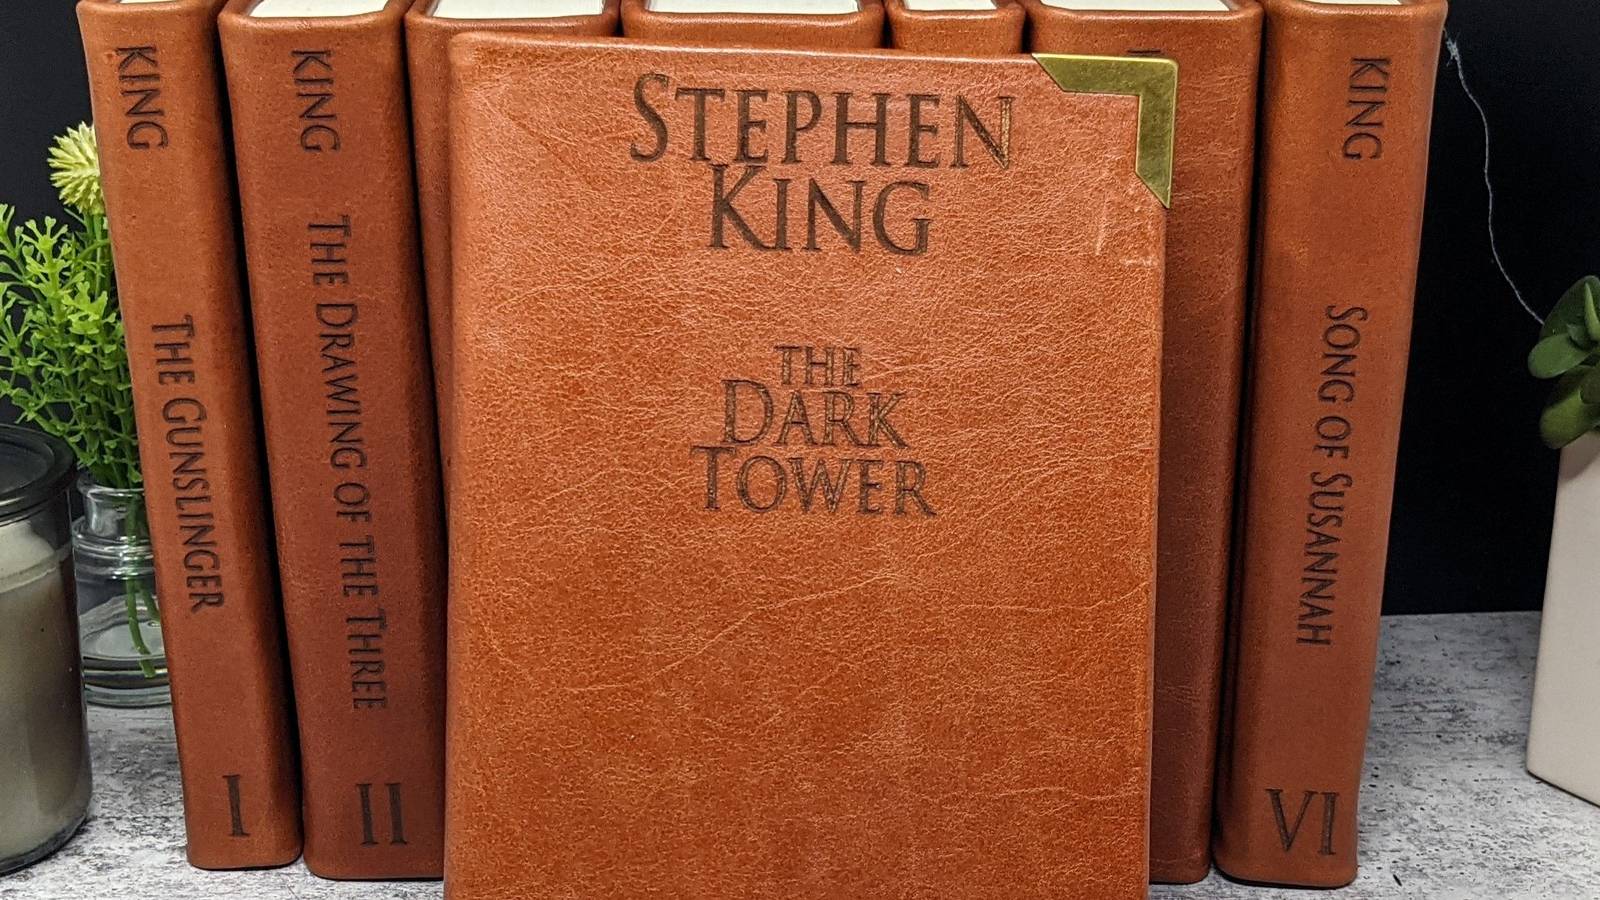 KING
THE GUNSLINGER
I
KING
THE DRAWING OF THE THREE
II
STEPHEN
KING
THE
DARK
TOWER
KING
SONG OF SUSANNAH
VI